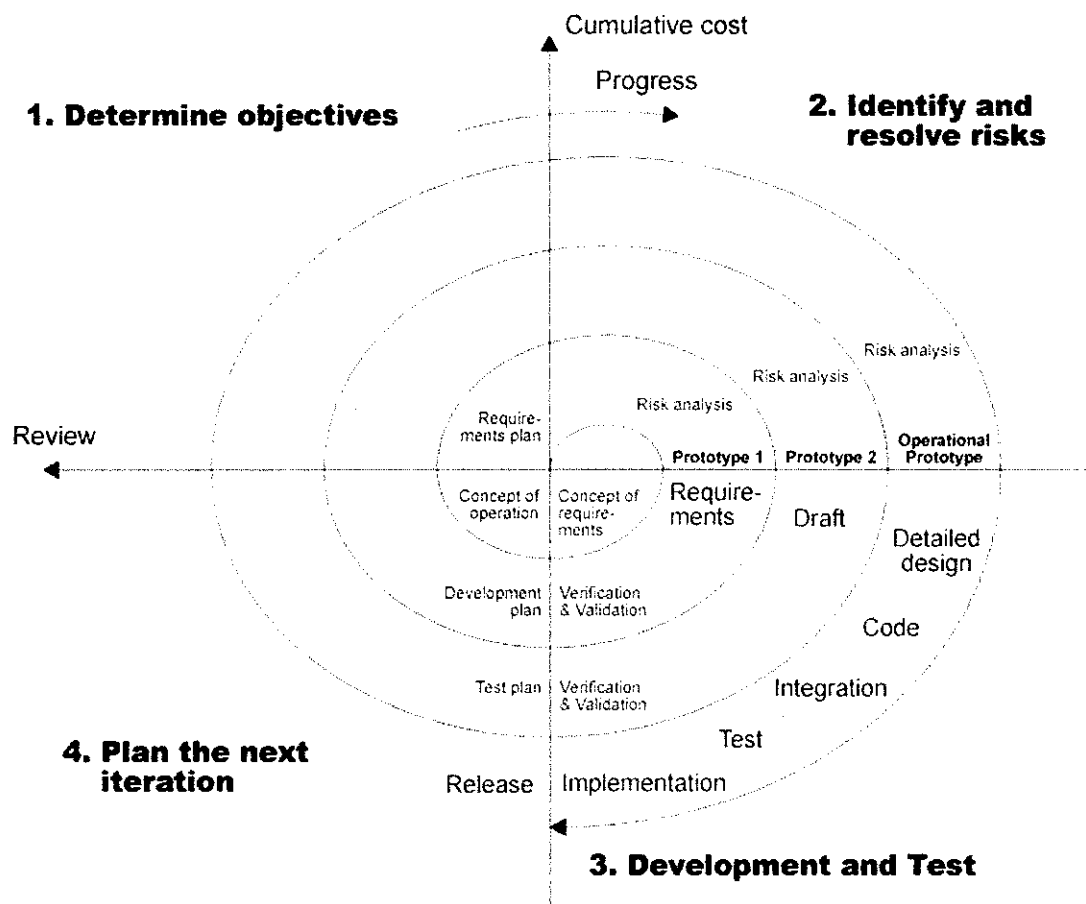 Cumulative cost
Progress
1. Determine objectives
2. Identify and
resolve risks
Risk analysis
Risk analysis
Risk analysis
Require-
ments plan
Review
Prototype 1
Prototype 2
Operational
Prototype
Concept of
operation
Concept of
require-
ments
Require-
ments
Draft
Detailed
design
Development
plan
Verification
& Validation
Code
Test plan
Verification
& Validation
Integration
Test
4. Plan the next
iteration
Release
Implementation
3. Development and Test